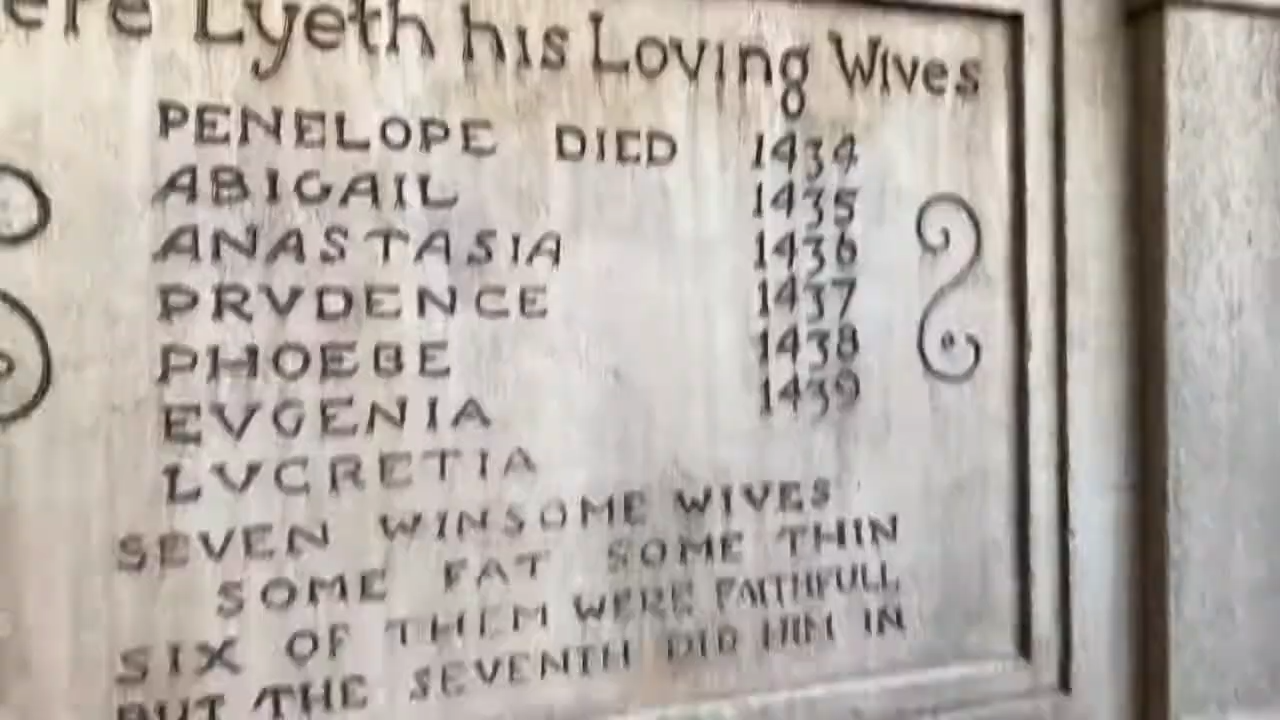 ere Lyeth his Loving Wives
PENELOPE DIED 1434
ABIGAIL 1435
ANASTASIA 1436
PRVDENCE 1437
PHOEBE 1438
EVGENIA 1439
LVCRETIA
SEVEN WINSOME WIVES
SOME FAT SOME THIN
SIX OF THEM WERE FAITHFULL
BUT THE SEVENTH DID HIM IN